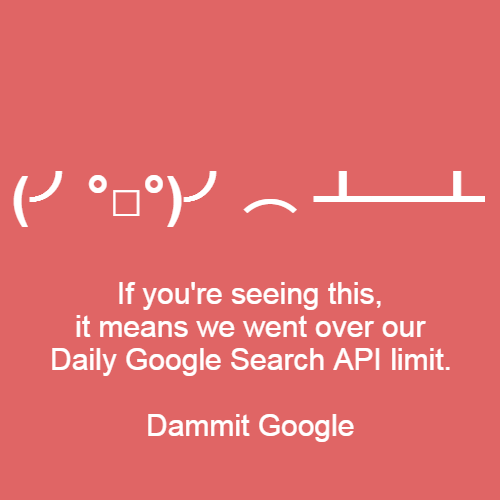 (╯°□°)╯︵ ┻━┻
If you're seeing this,
it means we went over our
Daily Google Search API limit.
Dammit Google